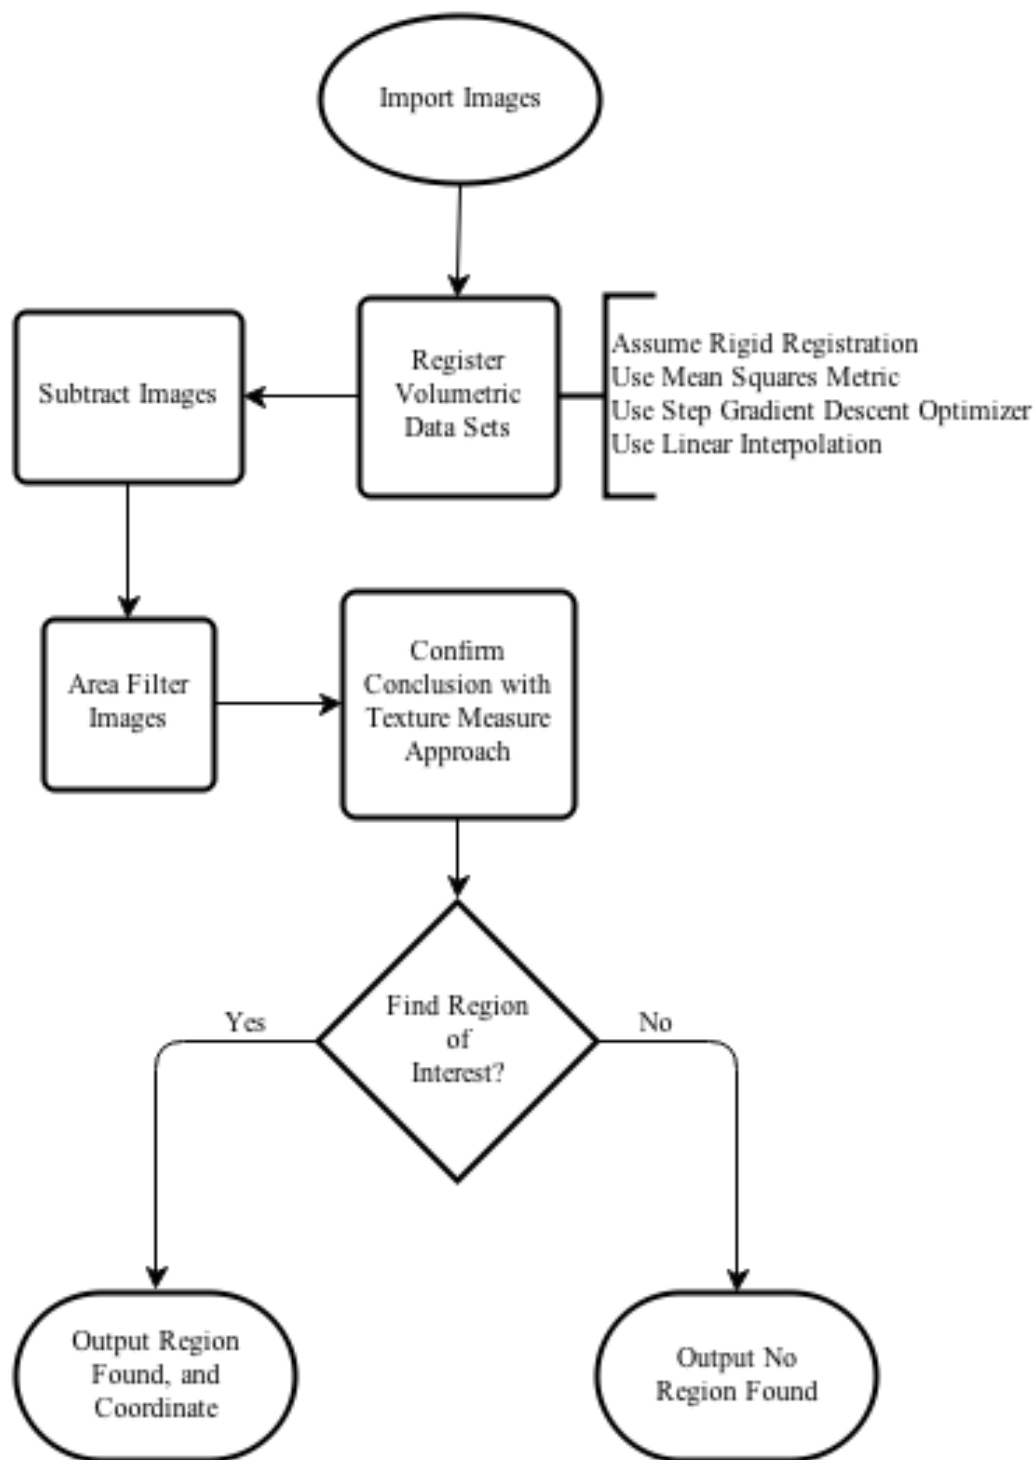 Import Images
Register
Volumetric
Data Sets
Assume Rigid Registration
Use Mean Squares Metric
Use Step Gradient Descent Optimizer
Use Linear Interpolation
Subtract Images
Area Filter
Images
Confirm
Conclusion with
Texture Measure
Approach
Find Region
of
Interest?
Yes
No
Output Region
Found, and
Coordinate
Output No
Region Found